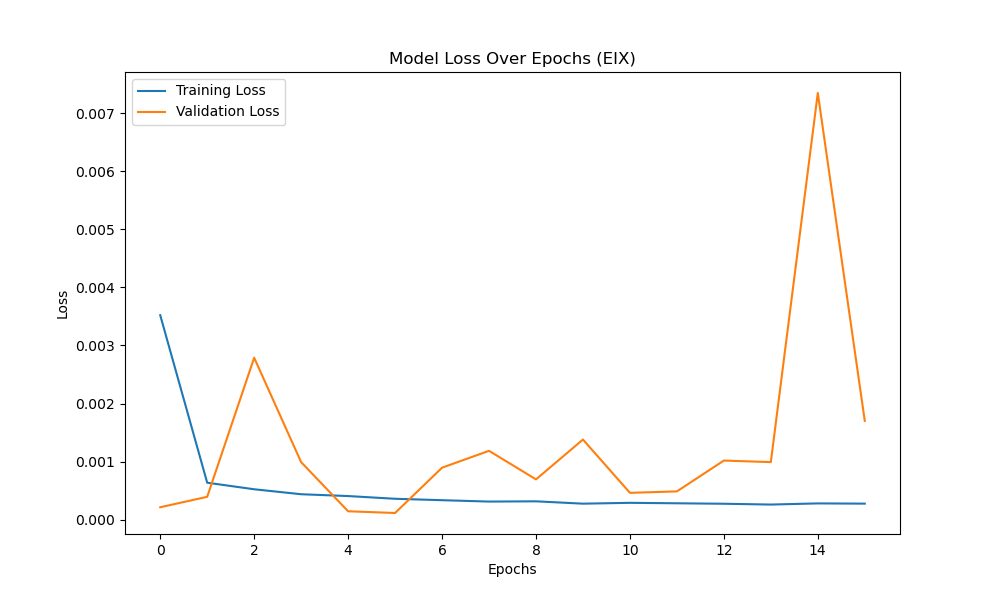 Model Loss Over Epochs (EIX)
Training Loss
Validation Loss
0.007
0.006
0.005
0.004
0.003
0.002
0.001
0.000
Loss
0 2 4 6 8 10 12 14
Epochs